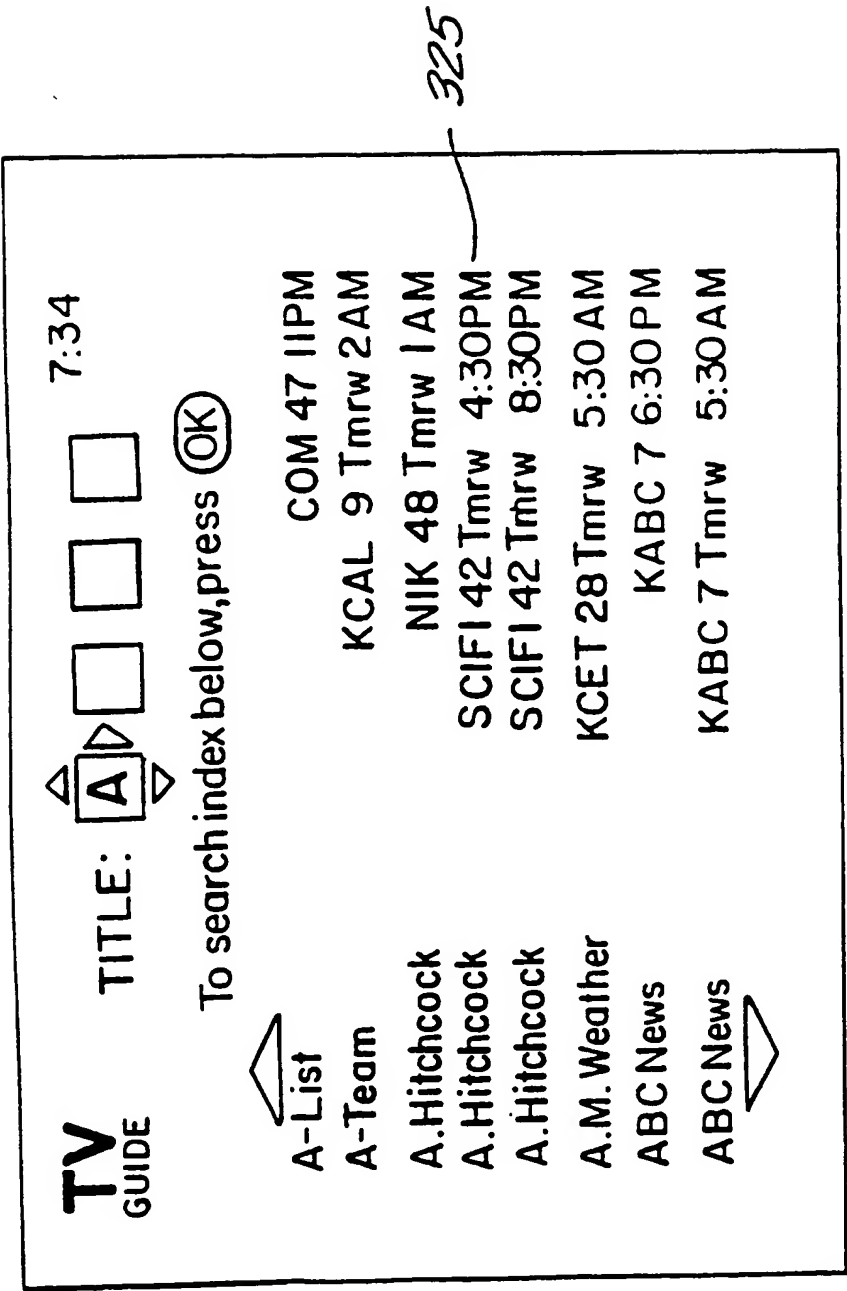 TV GUIDE TITLE: A 7:34
To search index below, press OK
A-List COM 47 11PM
A-Team KCAL 9 Tmrw 2AM
A.Hitchcock NIK 48 Tmrw 1AM
A.Hitchcock SCIFI 42 Tmrw 4:30PM
A.Hitchcock SCIFI 42 Tmrw 8:30PM
A.M. Weather KCET 28 Tmrw 5:30AM
ABC News KABC 7 6:30PM
ABC News KABC 7 Tmrw 5:30AM
325